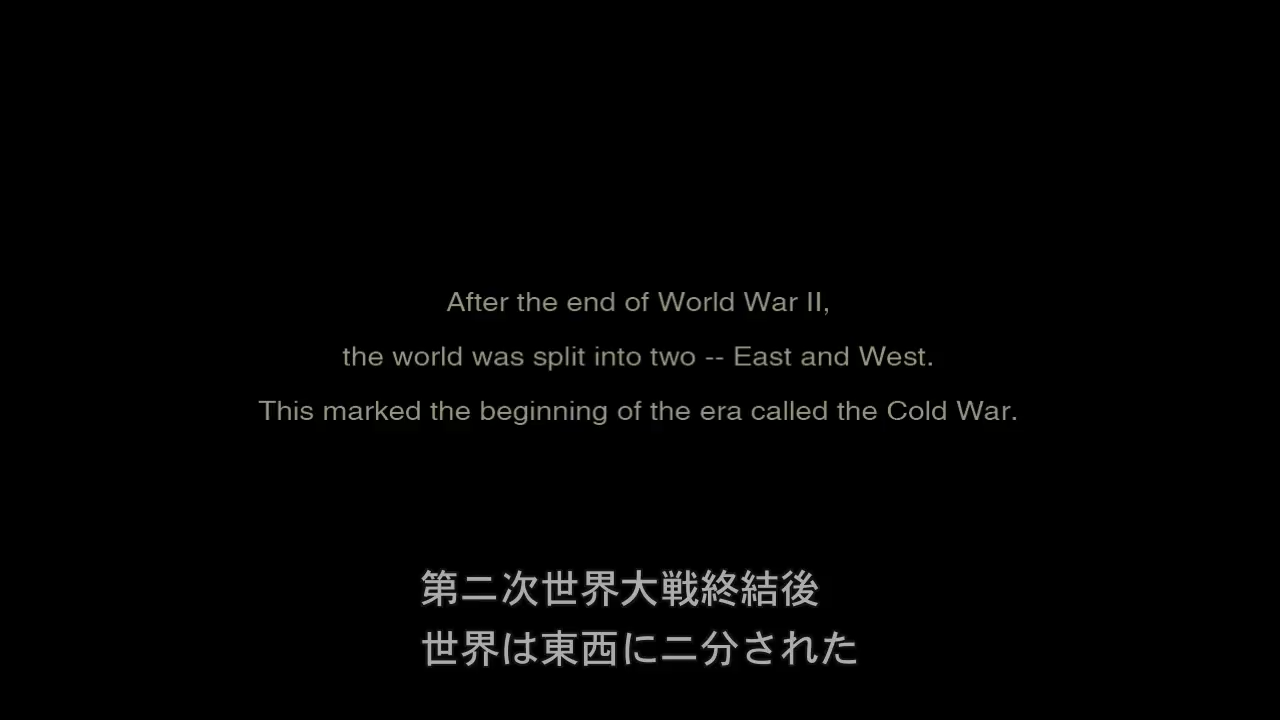 After the end of World War II,
the world was split into two -- East and West.
This marked the beginning of the era called the Cold War.
第二次世界大戦終結後
世界は東西に二分された